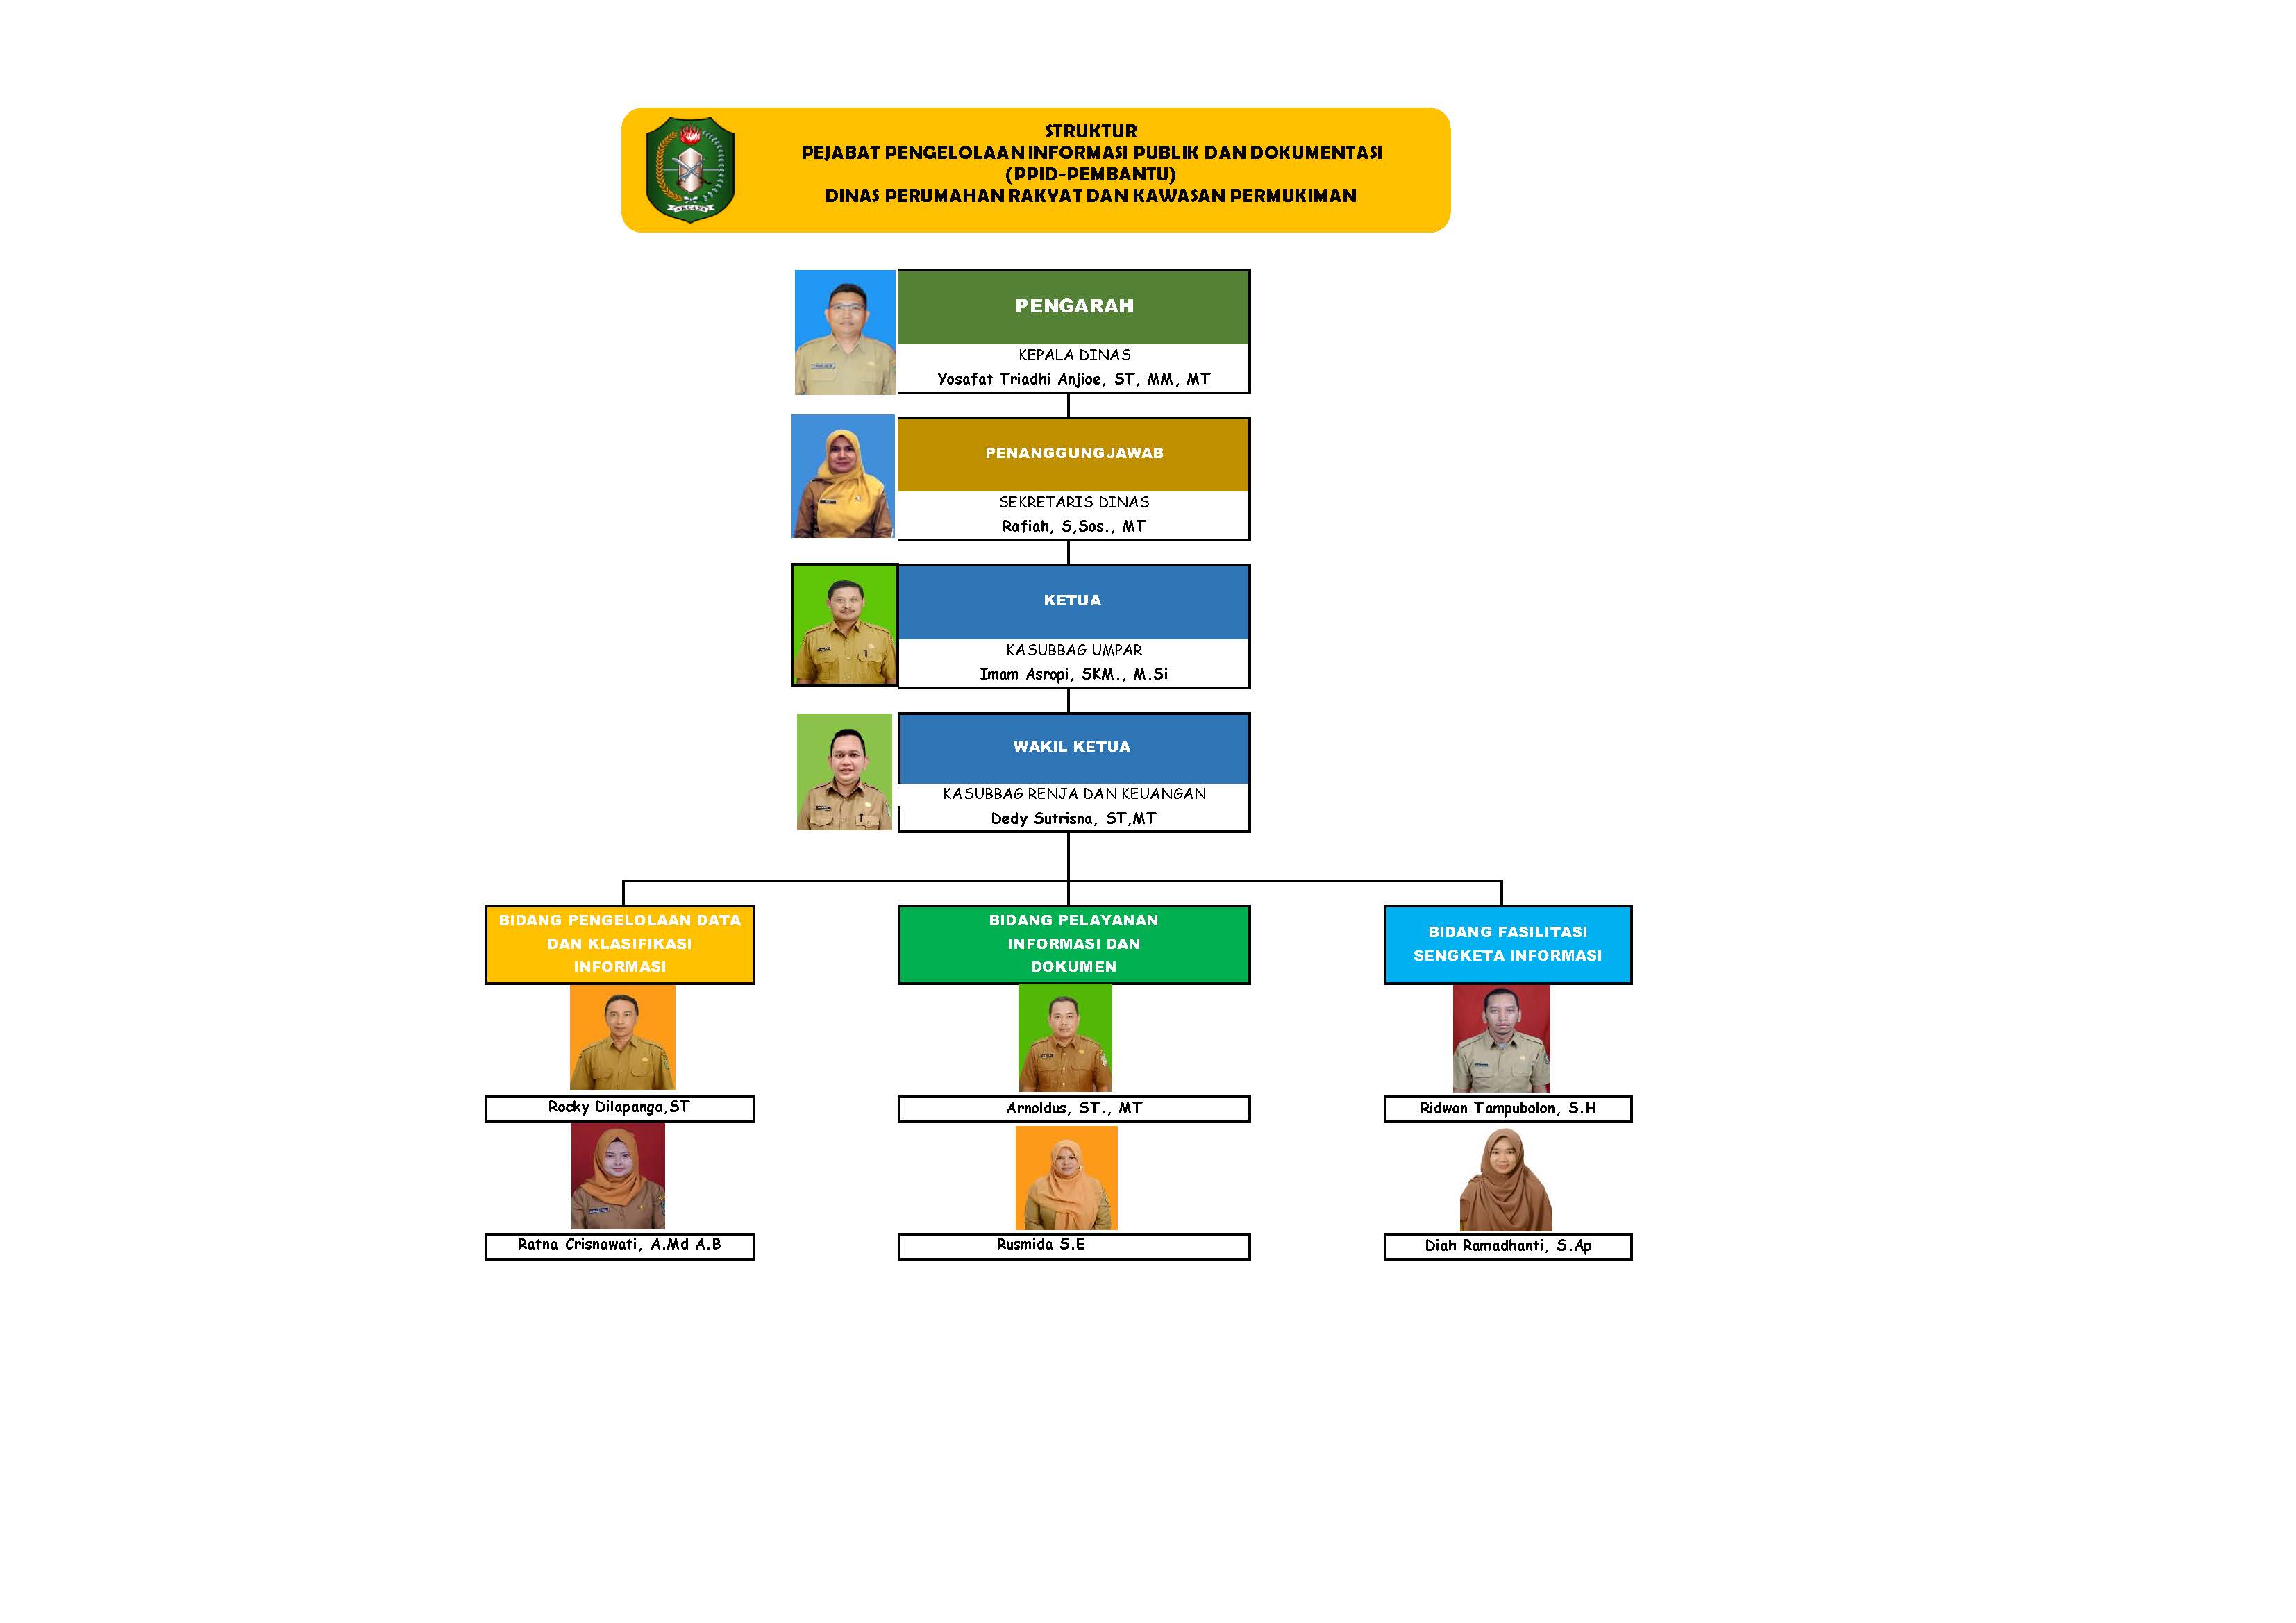 STRUKTUR
PEJABAT PENGELOLAAN INFORMASI PUBLIK DAN DOKUMENTASI
(PPID-PEMBANTU)
DINAS PERUMAHAN RAKYAT DAN KAWASAN PERMUKIMAN
AKCAYA
PENGARAH
KEPALA DINAS
Yosafat Triadhi Anjioe, ST, MM, MT
PENANGGUNGJAWAB
SEKRETARIS DINAS
Rafiah, S,Sos., MT
KETUA
KASUBBAG UMPAR
Imam Asropi, SKM., M.Si
WAKIL KETUA
KASUBBAG RENJA DAN KEUANGAN
Dedy Sutrisna, ST,MT
BIDANG PENGELOLAAN DATA
DAN KLASIFIKASI
INFORMASI
BIDANG PELAYANAN
INFORMASI DAN
DOKUMEN
BIDANG FASILITASI
SENGKETA INFORMASI
Rocky Dilapanga,ST
Arnoldus, ST., MT
Ridwan Tampubolon, S.H
Ratna Crisnawati, A.Md A.B
Rusmida S.E
Diah Ramadhanti, S.Ap